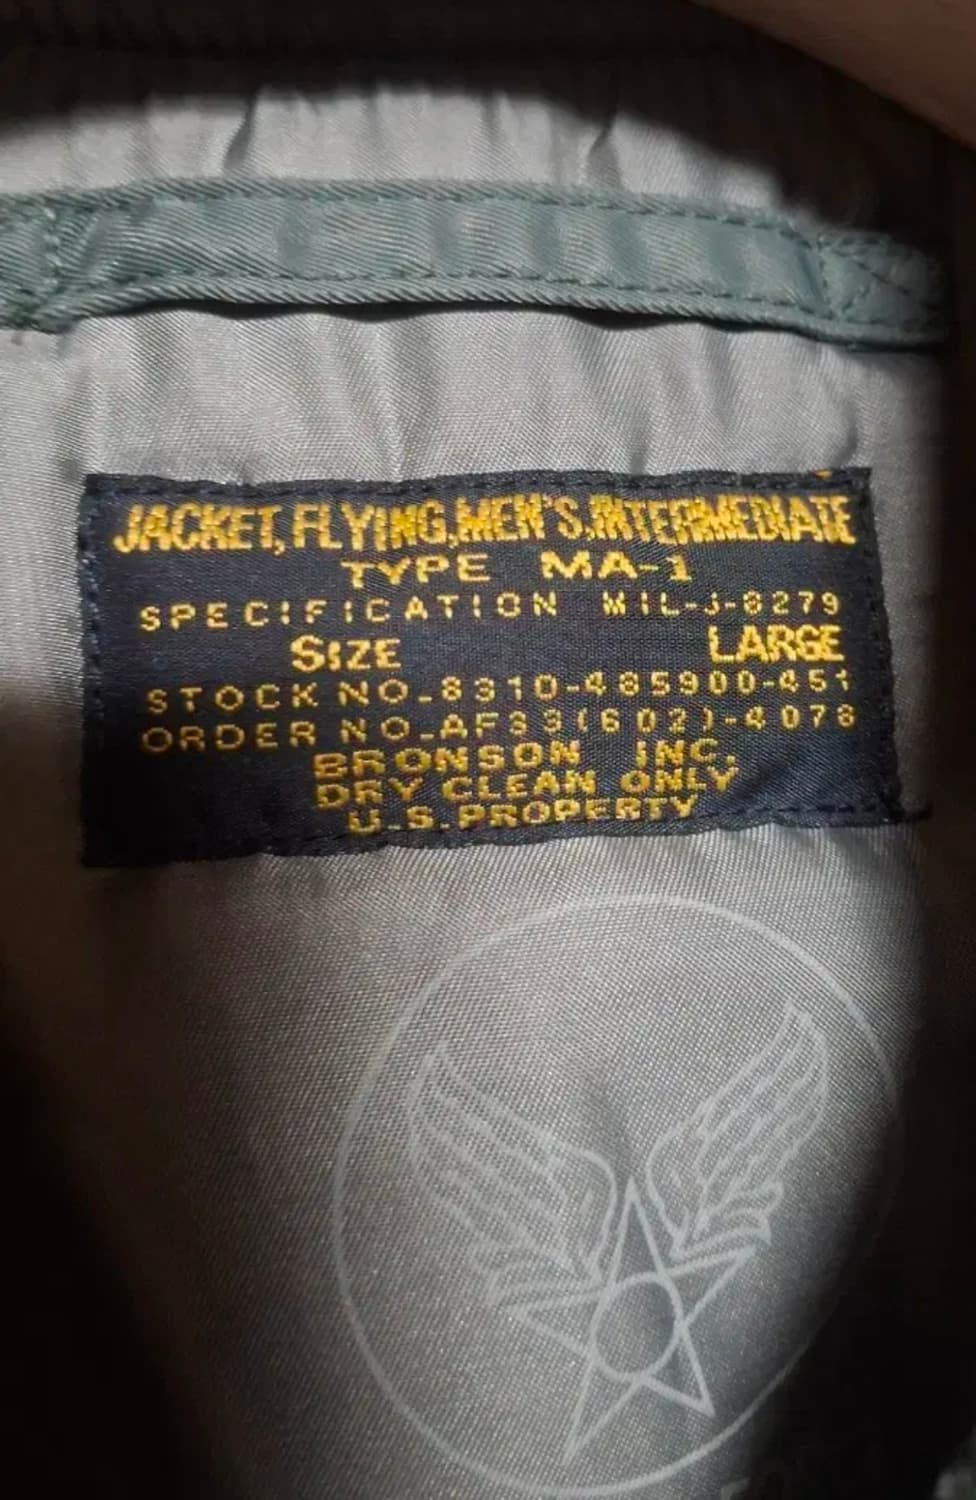 JACKET, FLYING, MEN'S, INTERMEDIATE
TYPE MA-1
SPECIFICATION MIL-J-8279
SIZE LARGE
STOCK NO.8310-485900-451
ORDER NO.AF33(602)-4078
BRONSON INC.
DRY CLEAN ONLY
U.S.PROPERTY